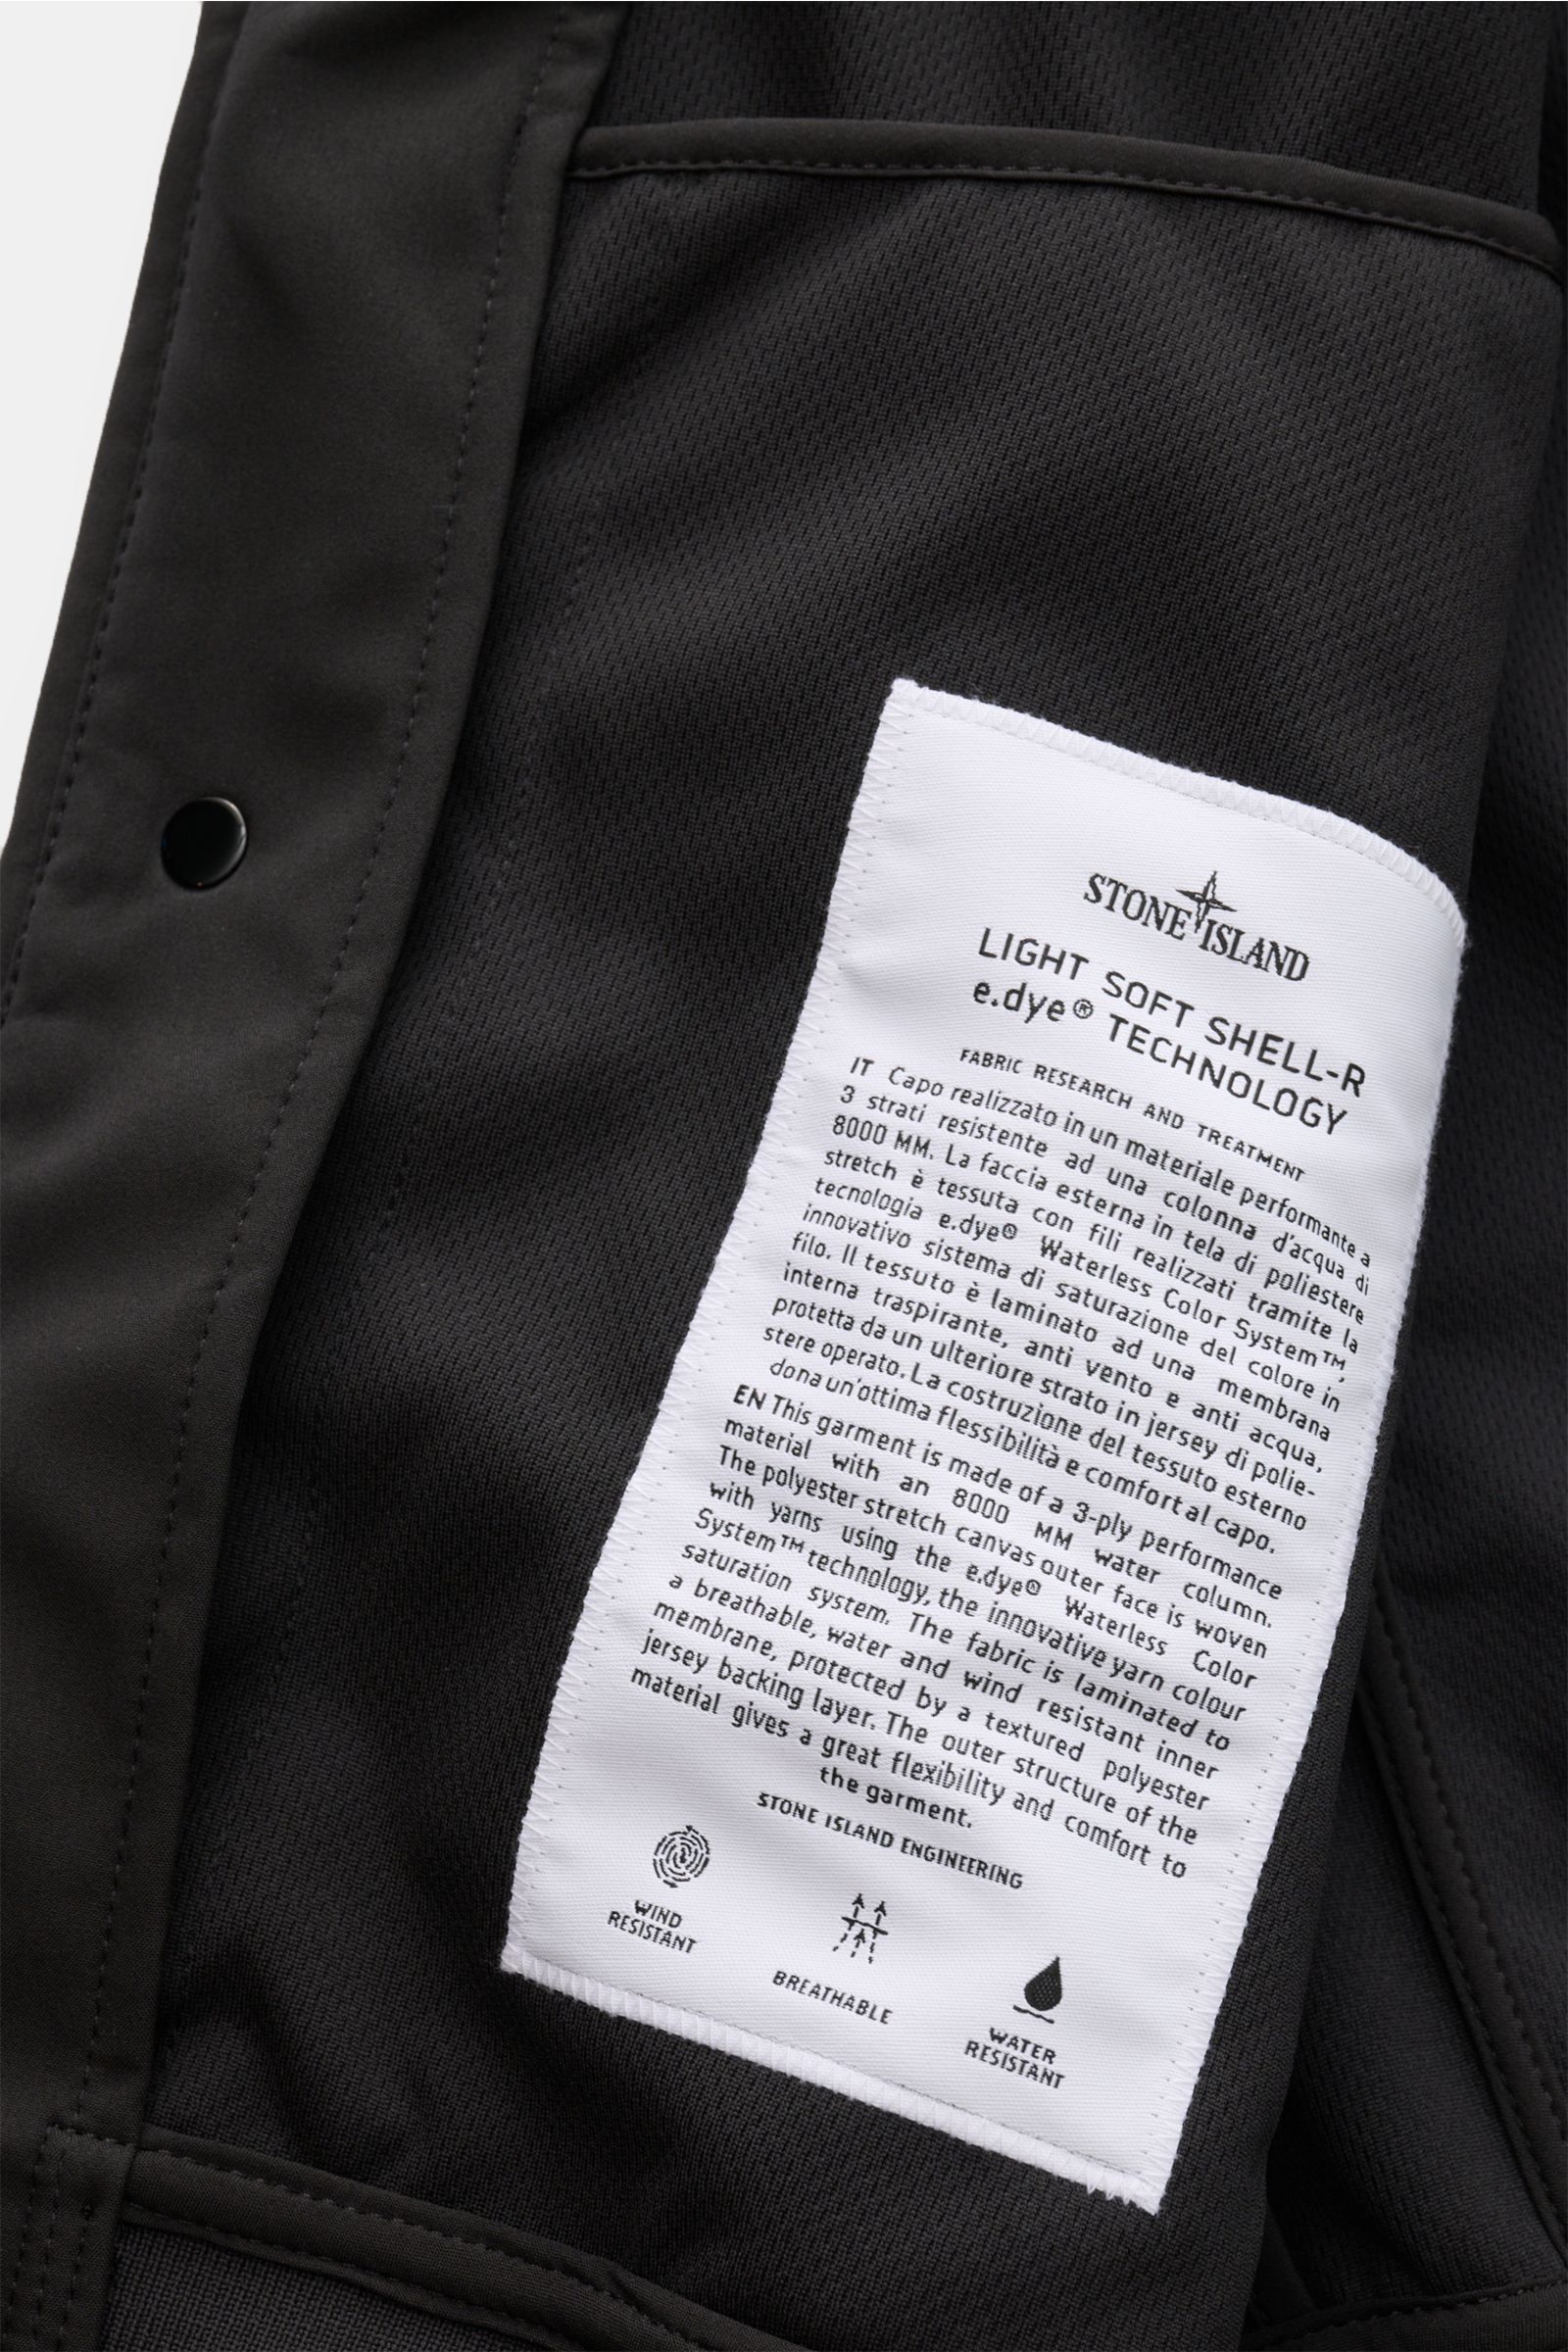 STONE ISLAND
LIGHT SOFT SHELL-R
e.dye® TECHNOLOGY
FABRIC RESEARCH AND TREATMENT
IT Capo realizzato in un materiale performante a
3 strati resistente ad una colonna d'acqua di
8000 MM. La faccia esterna in tela di poliestere
stretch è tessuta con fili realizzati tramite la
tecnologia e.dye® Waterless Color System™,
innovativo sistema di saturazione del colore in
filo. Il tessuto è laminato ad una membrana
interna traspirante, anti vento e anti acqua,
protetta da un ulteriore strato in jersey di polie-
stere operato. La costruzione del tessuto esterno
dona un'ottima flessibilità e comfort al capo.
EN This garment is made of a 3-ply performance
material with an 8000 MM water column.
The polyester stretch canvas outer face is woven
with yarns using the e.dye® Waterless Color
System™ technology, the innovative yarn colour
saturation system. The fabric is laminated to
a breathable, water and wind resistant inner
membrane, protected by a textured polyester
jersey backing layer. The outer structure of the
material gives a great flexibility and comfort to
the garment.
STONE ISLAND ENGINEERING
WIND
RESISTANT
BREATHABLE
WATER
RESISTANT